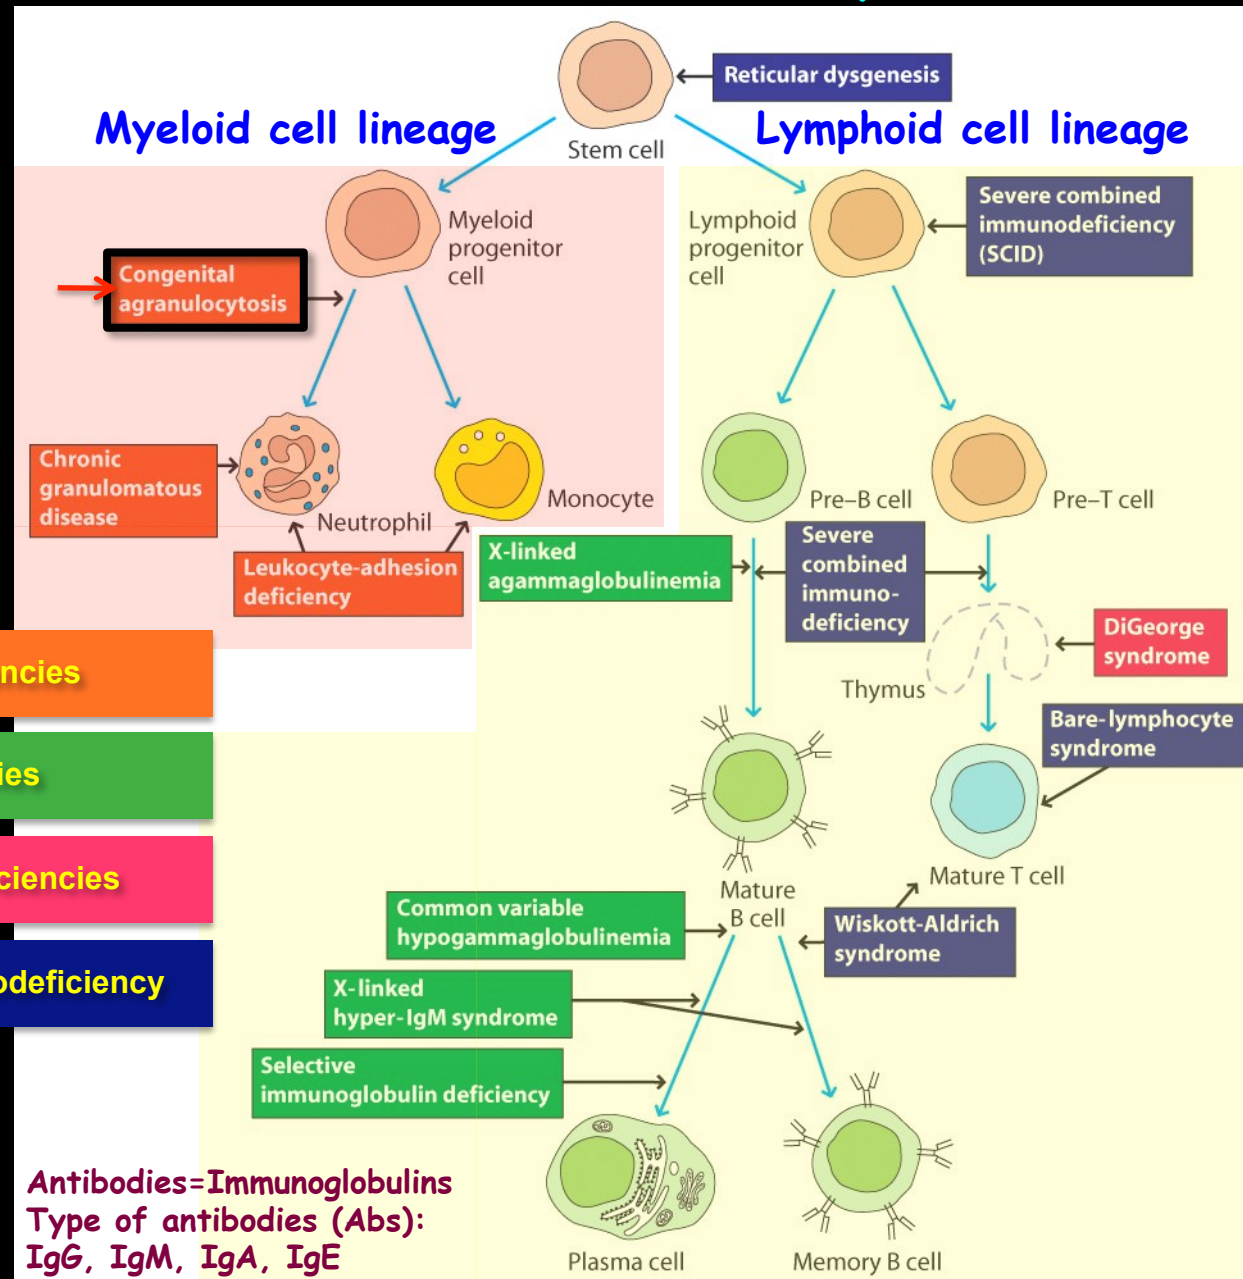 Reticular dysgenesis
Myeloid cell lineage
Lymphoid cell lineage
Stem cell
Myeloid
progenitor
cell
Lymphoid
progenitor
cell
Severe combined
immunodeficiency
(SCID)
Congenital
agranulocytosis
Chronic
granulomatous
disease
Neutrophil
Monocyte
Leukocyte-adhesion
deficiency
Pre–B cell
Pre–T cell
X-linked
agammaglobulinemia
Severe
combined
immuno-
deficiency
DiGeorge
syndrome
Thymus
Bare-lymphocyte
syndrome
ncies
ies
ciencies
odeficiency
Mature
B cell
Mature T cell
Common variable
hypogammaglobulinemia
Wiskott-Aldrich
syndrome
X-linked
hyper-IgM syndrome
Selective
immunoglobulin deficiency
Antibodies=Immunoglobulins
Type of antibodies (Abs):
IgG, IgM, IgA, IgE
Plasma cell
Memory B cell